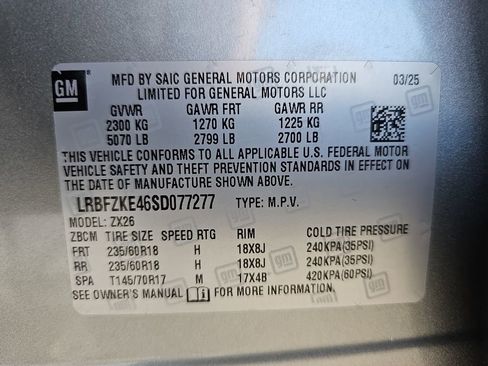 GM
MFD BY SAIC GENERAL MOTORS CORPORATION 03/25
LIMITED FOR GENERAL MOTORS LLC
GVWR GAWR FRT GAWR RR
2300 KG 1270 KG 1225 KG
5070 LB 2799 LB 2700 LB
THIS VEHICLE CONFORMS TO ALL APPLICABLE U.S. FEDERAL MOTOR
VEHICLE SAFETY AND THEFT PREVENTION STANDARDS IN EFFECT ON
THE DATE OF MANUFACTURE SHOWN ABOVE.
LRBFZKE46SD077277 TYPE: M.P.V.
MODEL: ZX26
ZBCM TIRE SIZE SPEED RTG RIM COLD TIRE PRESSURE
FRT 235/60R18 H 18X8J 240KPA(35PSI)
RR 235/60R18 H 18X8J 240KPA(35PSI)
SPA T145/70R17 M 17X4B 420KPA(60PSI)
SEE OWNER'S MANUAL FOR MORE INFORMATION